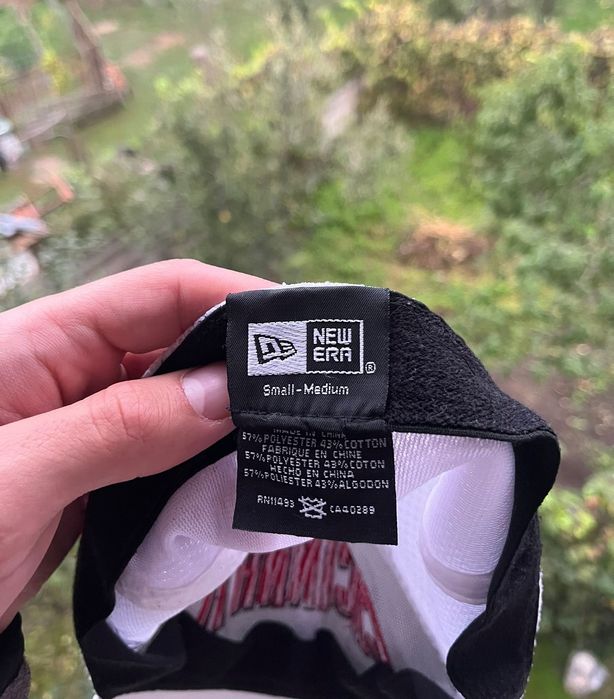 NEW
ERA
®
Small-Medium
MADE IN CHINA
57%POLYESTER 43%COTTON
FABRIQUE EN CHINE
57%POLYESTER 43%COTON
HECHO EN CHINA
57%POLIESTER 43%ALGODON
RN11493 CA40289